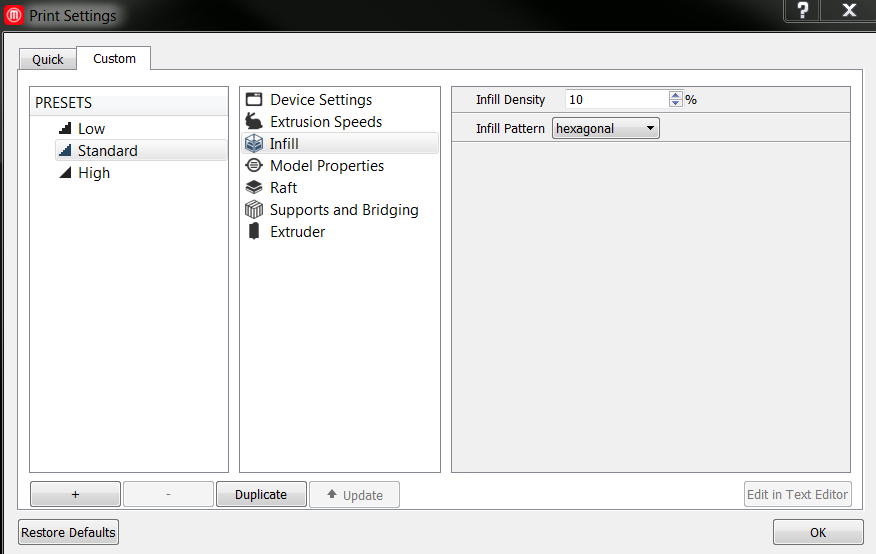 Print Settings
?
X
Quick
Custom
PRESETS
Low
Standard
High
Device Settings
Extrusion Speeds
Infill
Model Properties
Raft
Supports and Bridging
Extruder
Infill Density 10 %
Infill Pattern hexagonal
+
-
Duplicate
Update
Edit in Text Editor
Restore Defaults
OK